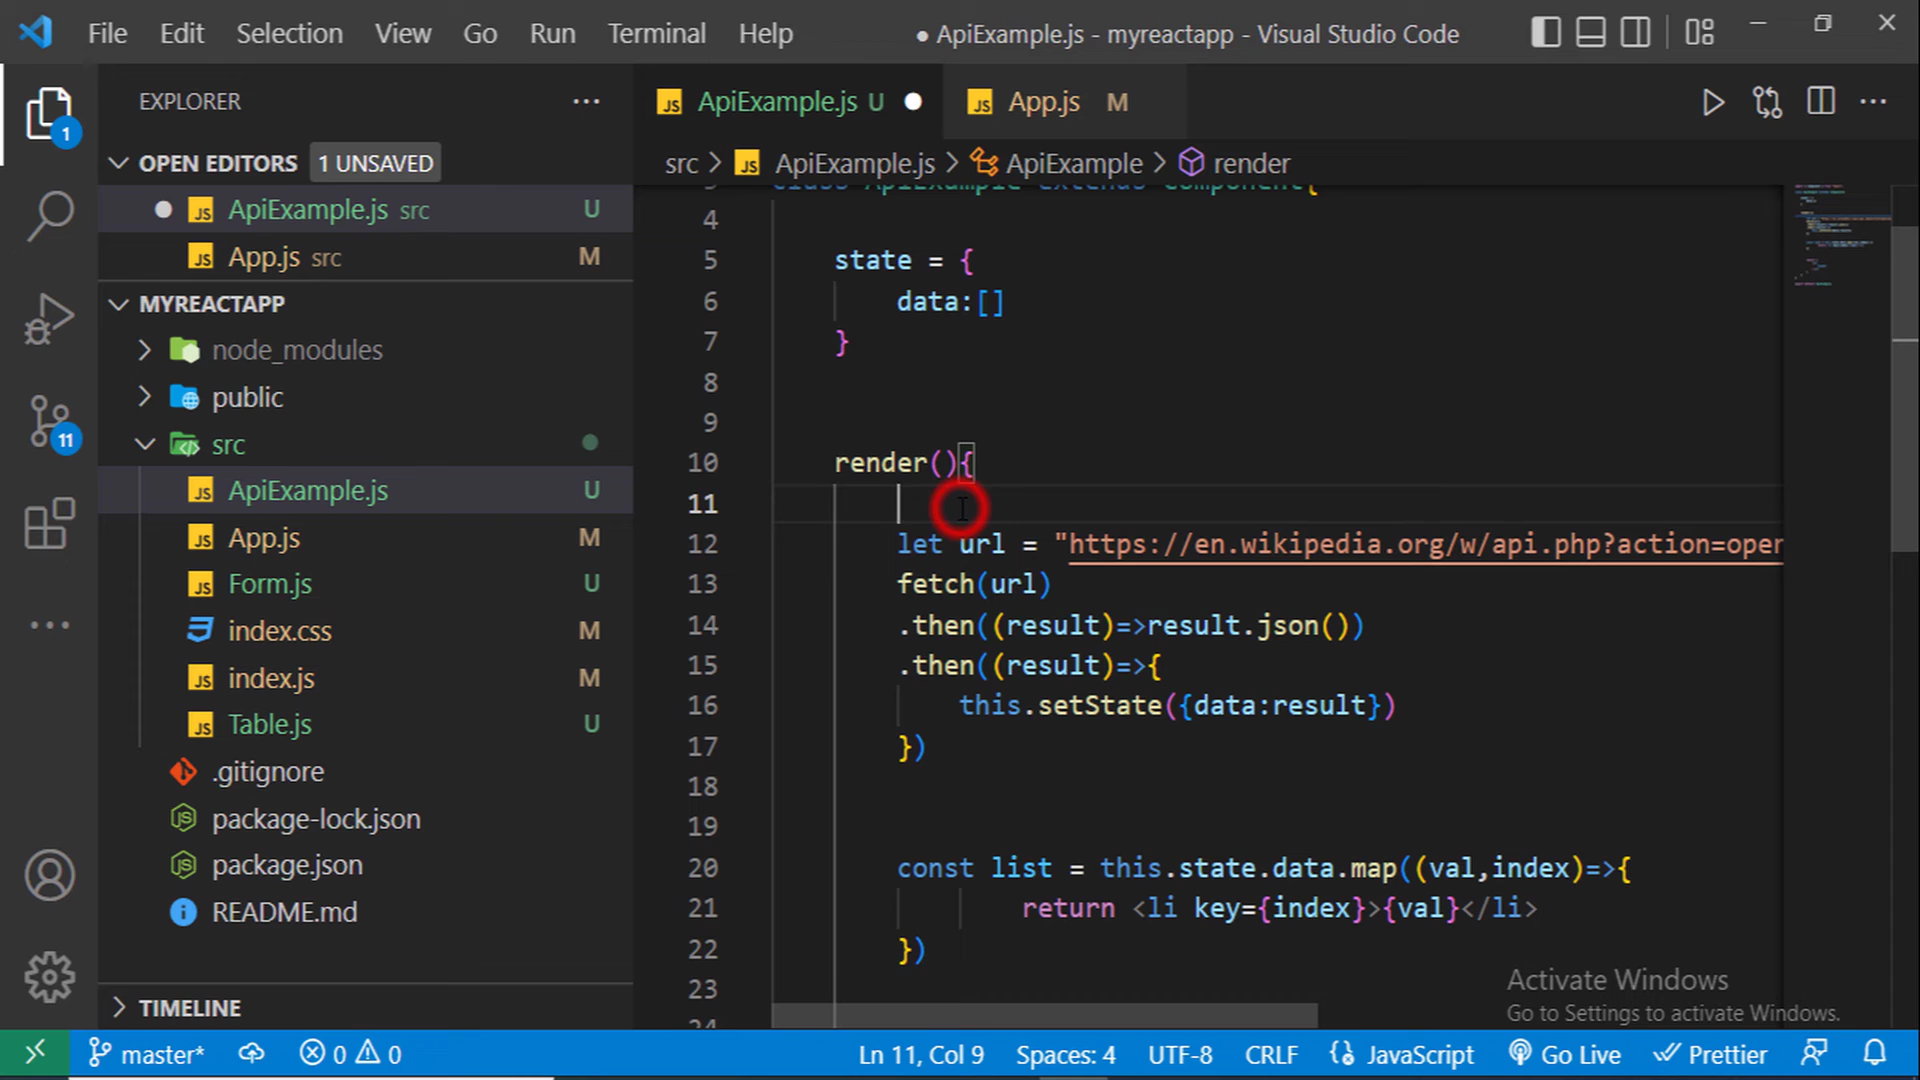 File Edit Selection View Go Run Terminal Help
● ApiExample.js - myreactapp - Visual Studio Code
EXPLORER
OPEN EDITORS 1 UNSAVED
ApiExample.js src U
App.js src M
MYREACTAPP
node_modules
public
src
ApiExample.js U
App.js M
Form.js U
index.css M
index.js M
Table.js U
.gitignore
package-lock.json
package.json
README.md
TIMELINE
1
11
ApiExample.js U
App.js M
src > ApiExample.js > ApiExample > render
4
5 state = {
6 data:[]
7 }
8
9
10 render(){
11
12 let url = "https://en.wikipedia.org/w/api.php?action=oper
13 fetch(url)
14 .then((result)=>result.json())
15 .then((result)=>{
16 this.setState({data:result})
17 })
18
19
20 const list = this.state.data.map((val,index)=>{
21 return <li key={index}>{val}</li>
22 })
23
Activate Windows
Go to Settings to activate Windows.
master* 0 0 Ln 11, Col 9 Spaces: 4 UTF-8 CRLF JavaScript Go Live Prettier